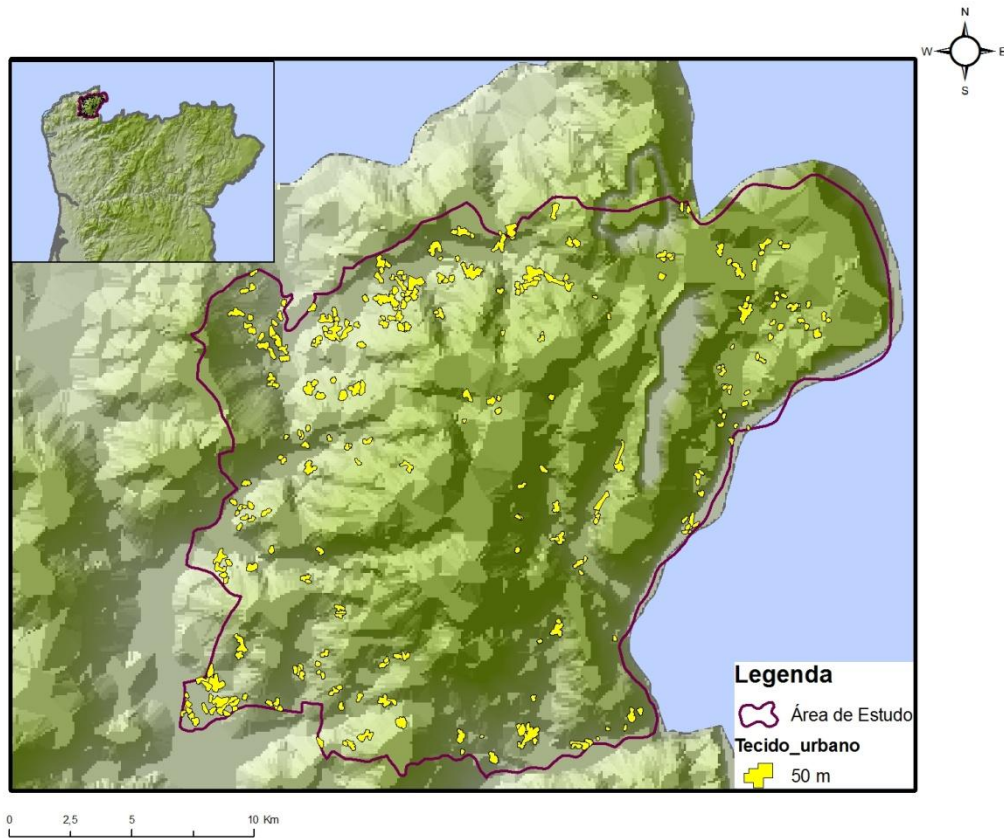 N
W E
S
Legenda
Área de Estudo
Tecido_urbano
50 m
0 2,5 5 10 Km